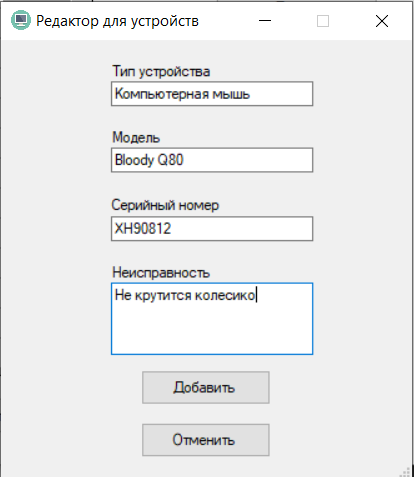 Редактор для устройств
Тип устройства
Компьютерная мышь
Модель
Bloody Q80
Серийный номер
XH90812
Неисправность
Не крутится колесико
Добавить
Отменить